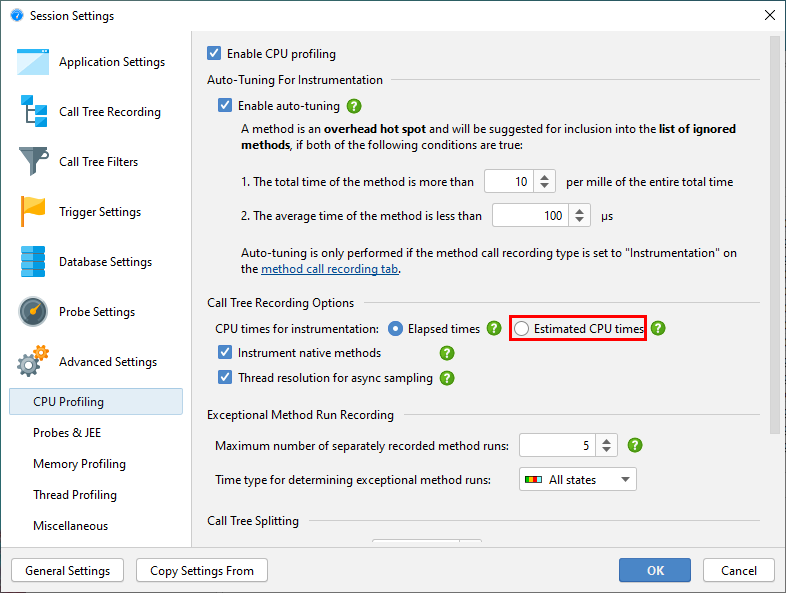 Session Settings
Application Settings
Call Tree Recording
Call Tree Filters
Trigger Settings
Database Settings
Probe Settings
Advanced Settings
CPU Profiling
Probes & JEE
Memory Profiling
Thread Profiling
Miscellaneous
Enable CPU profiling
Auto-Tuning For Instrumentation
Enable auto-tuning ?
A method is an overhead hot spot and will be suggested for inclusion into the list of ignored
methods, if both of the following conditions are true:
1. The total time of the method is more than 10 per mille of the entire total time
2. The average time of the method is less than 100 µs
Auto-tuning is only performed if the method call recording type is set to "Instrumentation" on
the method call recording tab.
Call Tree Recording Options
CPU times for instrumentation: Elapsed times ? Estimated CPU times ?
Instrument native methods ?
Thread resolution for async sampling ?
Exceptional Method Run Recording
Maximum number of separately recorded method runs: 5 ?
Time type for determining exceptional method runs: All states
Call Tree Splitting
General Settings Copy Settings From OK Cancel